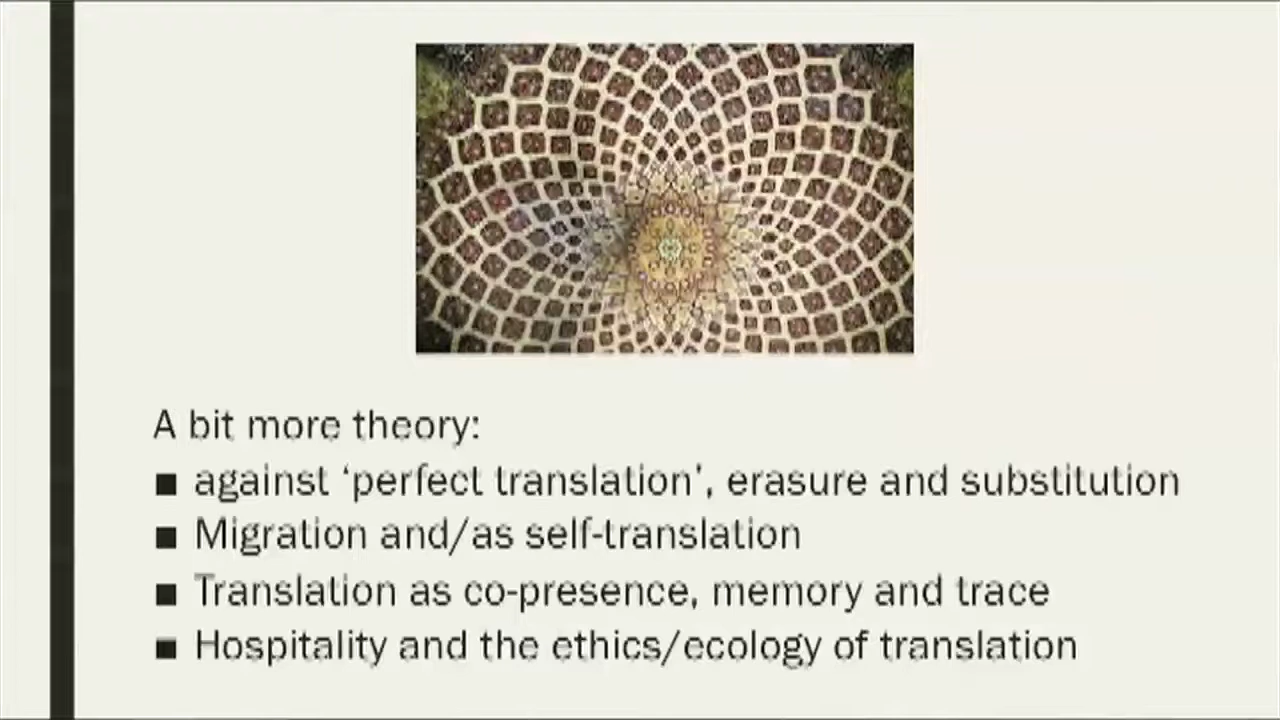 A bit more theory:
■ against ‘perfect translation’, erasure and substitution
■ Migration and/as self-translation
■ Translation as co-presence, memory and trace
■ Hospitality and the ethics/ecology of translation